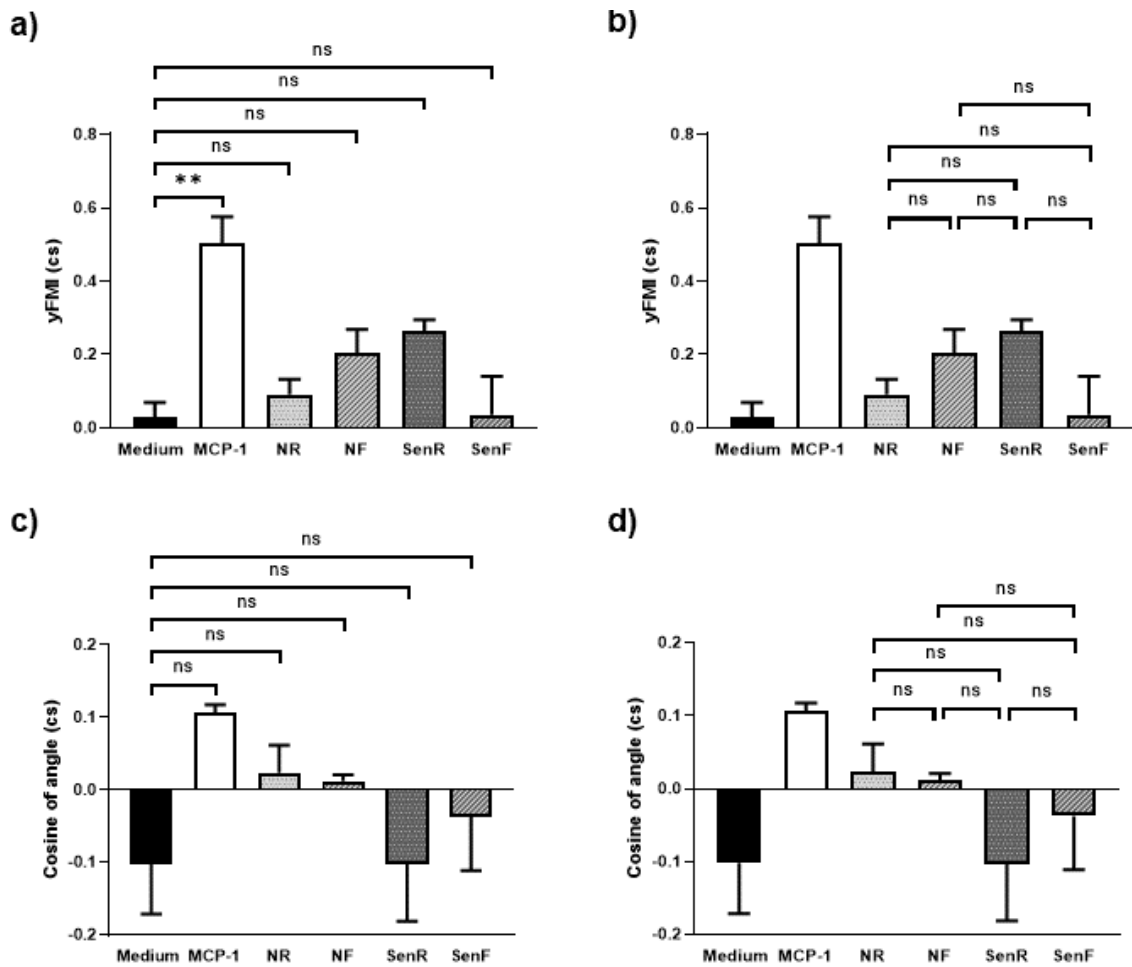 a)
ns
ns
ns
ns
**
0.8
0.6
0.4
0.2
0.0
yFMI (cs)
Medium MCP-1 NR NF SenR SenF
b)
ns
ns
ns
ns ns ns
0.8
0.6
0.4
0.2
0.0
yFMI (cs)
Medium MCP-1 NR NF SenR SenF
c)
ns
ns
ns
ns
ns
0.2
0.1
0.0
-0.1
-0.2
Cosine of angle (cs)
Medium MCP-1 NR NF SenR SenF
d)
ns
ns
ns
ns ns ns
0.2
0.1
0.0
-0.1
-0.2
Cosine of angle (cs)
Medium MCP-1 NR NF SenR SenF